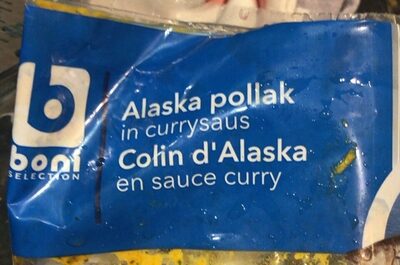 boni
SELECTION
Alaska pollak
in currysaus
Colin d'Alaska
en sauce curry